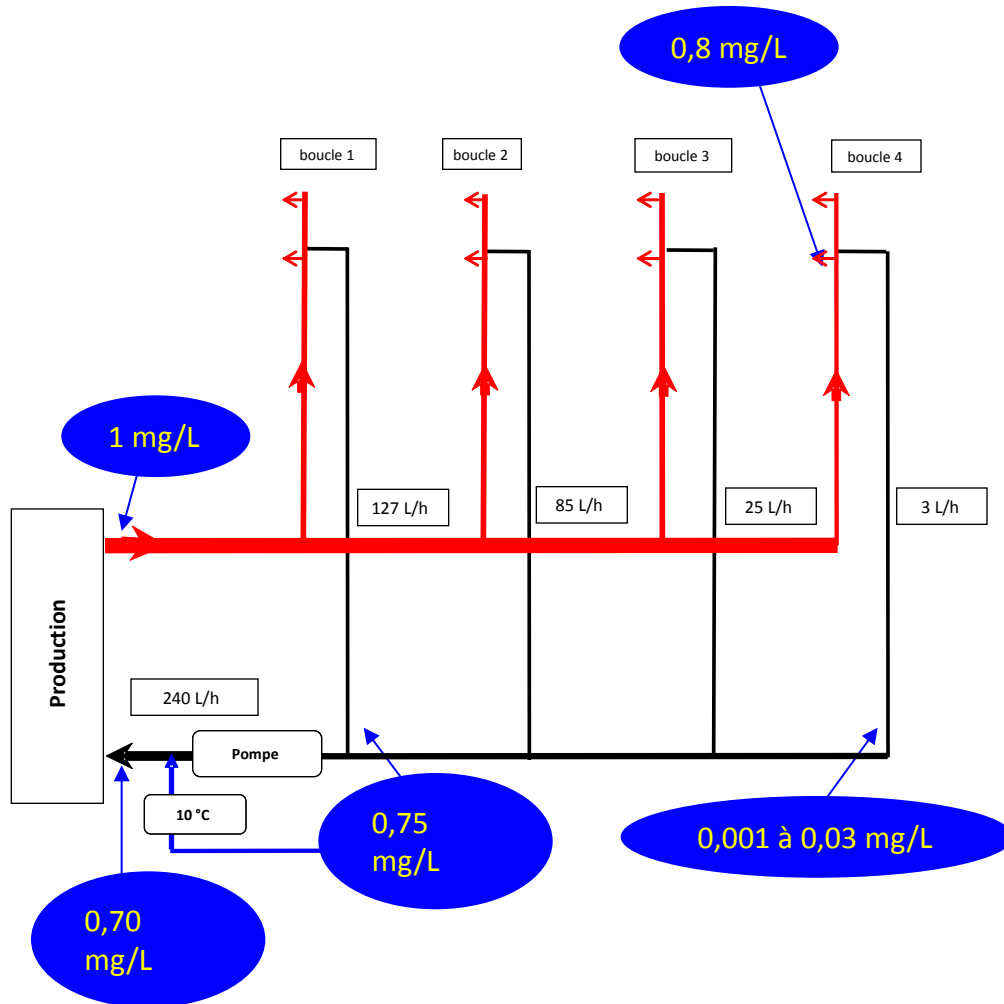 0,8 mg/L
boucle 1
boucle 2
boucle 3
boucle 4
1 mg/L
127 L/h
85 L/h
25 L/h
3 L/h
Production
240 L/h
Pompe
10 °C
0,75
mg/L
0,001 à 0,03 mg/L
0,70
mg/L